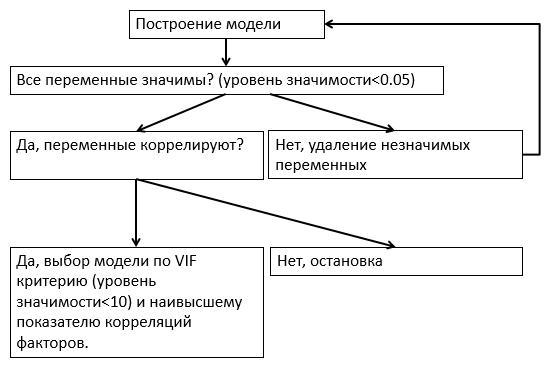 Построение модели
Все переменные значимы? (уровень значимости<0.05)
Да, переменные коррелируют?
Нет, удаление незначимых
переменных
Да, выбор модели по VIF
критерию (уровень
значимости<10) и наивысшему
показателю корреляций
факторов.
Нет, остановка